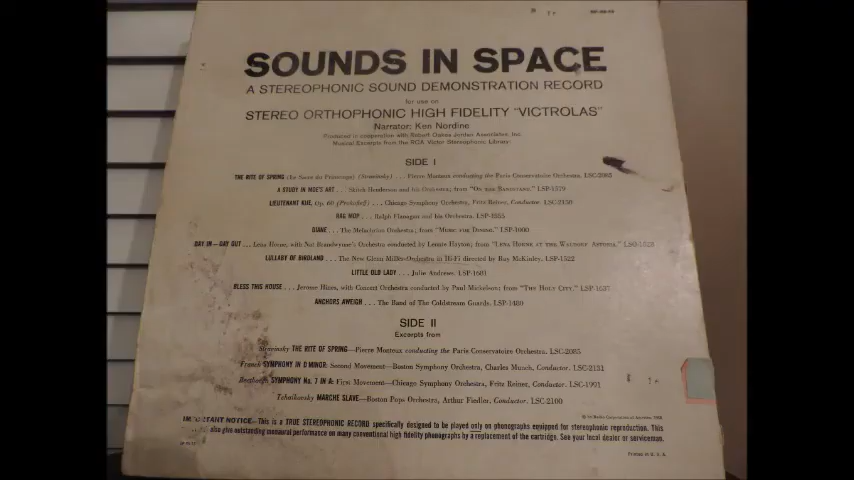 SOUNDS IN SPACE
A STEREOPHONIC SOUND DEMONSTRATION RECORD
for use on
STEREO ORTHOPHONIC HIGH FIDELITY "VICTROLAS"
Narrator: Ken Nordine
Produced in cooperation with Robert Oakes Jordan Associates, Inc.
Musical Excerpts from the RCA Victor Stereophonic Library
SIDE I
THE RITE OF SPRING (Le Sacre du Printemps) (Stravinsky) . . . Pierre Monteux conducting the Paris Conservatoire Orchestra. LSC-2085
A STUDY IN MOE'S ART . . . Skitch Henderson and his Orchestra; from "On the Bandstand." LSP-1579
LIEUTENANT KIJE, Op. 60 (Prokofieff) . . . Chicago Symphony Orchestra, Fritz Reiner, Conductor. LSC-2150
RAG MOP . . . Ralph Flanagan and his Orchestra. LSP-1555
DIANE . . . The Melachrino Orchestra; from "Music for Dining." LSP-1000
DAY IN—DAY OUT . . . Lena Horne, with Nat Brandwynne's Orchestra conducted by Lennie Hayton; from "Lena Horne at the Waldorf Astoria." LSO-1028
LULLABY OF BIRDLAND . . . The New Glenn Miller Orchestra in Hi-Fi directed by Ray McKinley. LSP-1522
LITTLE OLD LADY . . . Julie Andrews. LSP-1681
BLESS THIS HOUSE . . . Jerome Hines, with Concert Orchestra conducted by Paul Mickelson; from "The Holy City."
ANCHORS AWEIGH . . . The Band of The Coldstream Guards. LSP-1480
SIDE II
Excerpts from
Stravinsky THE RITE OF SPRING—Pierre Monteux conducting the Paris Conservatoire Orchestra. LSC-2085
Franck SYMPHONY IN D MINOR: Second Movement—Boston Symphony Orchestra, Charles Munch, Conductor. LSC-2131
Beethoven SYMPHONY No. 7 IN A: First Movement—Chicago Symphony Orchestra, Fritz Reiner, Conductor. LSC-1991
Tchaikovsky MARCHE SLAVE—Boston Pops Orchestra, Arthur Fiedler, Conductor. LSC-2100
IMPORTANT NOTICE—This is a TRUE STEREOPHONIC RECORD specifically designed to be played only on phonographs equipped for stereophonic reproduction. This
also give outstanding monaural performance on many conventional high fidelity phonographs by a replacement of the cartridge. See your local dealer or serviceman.
Printed in U. S. A.